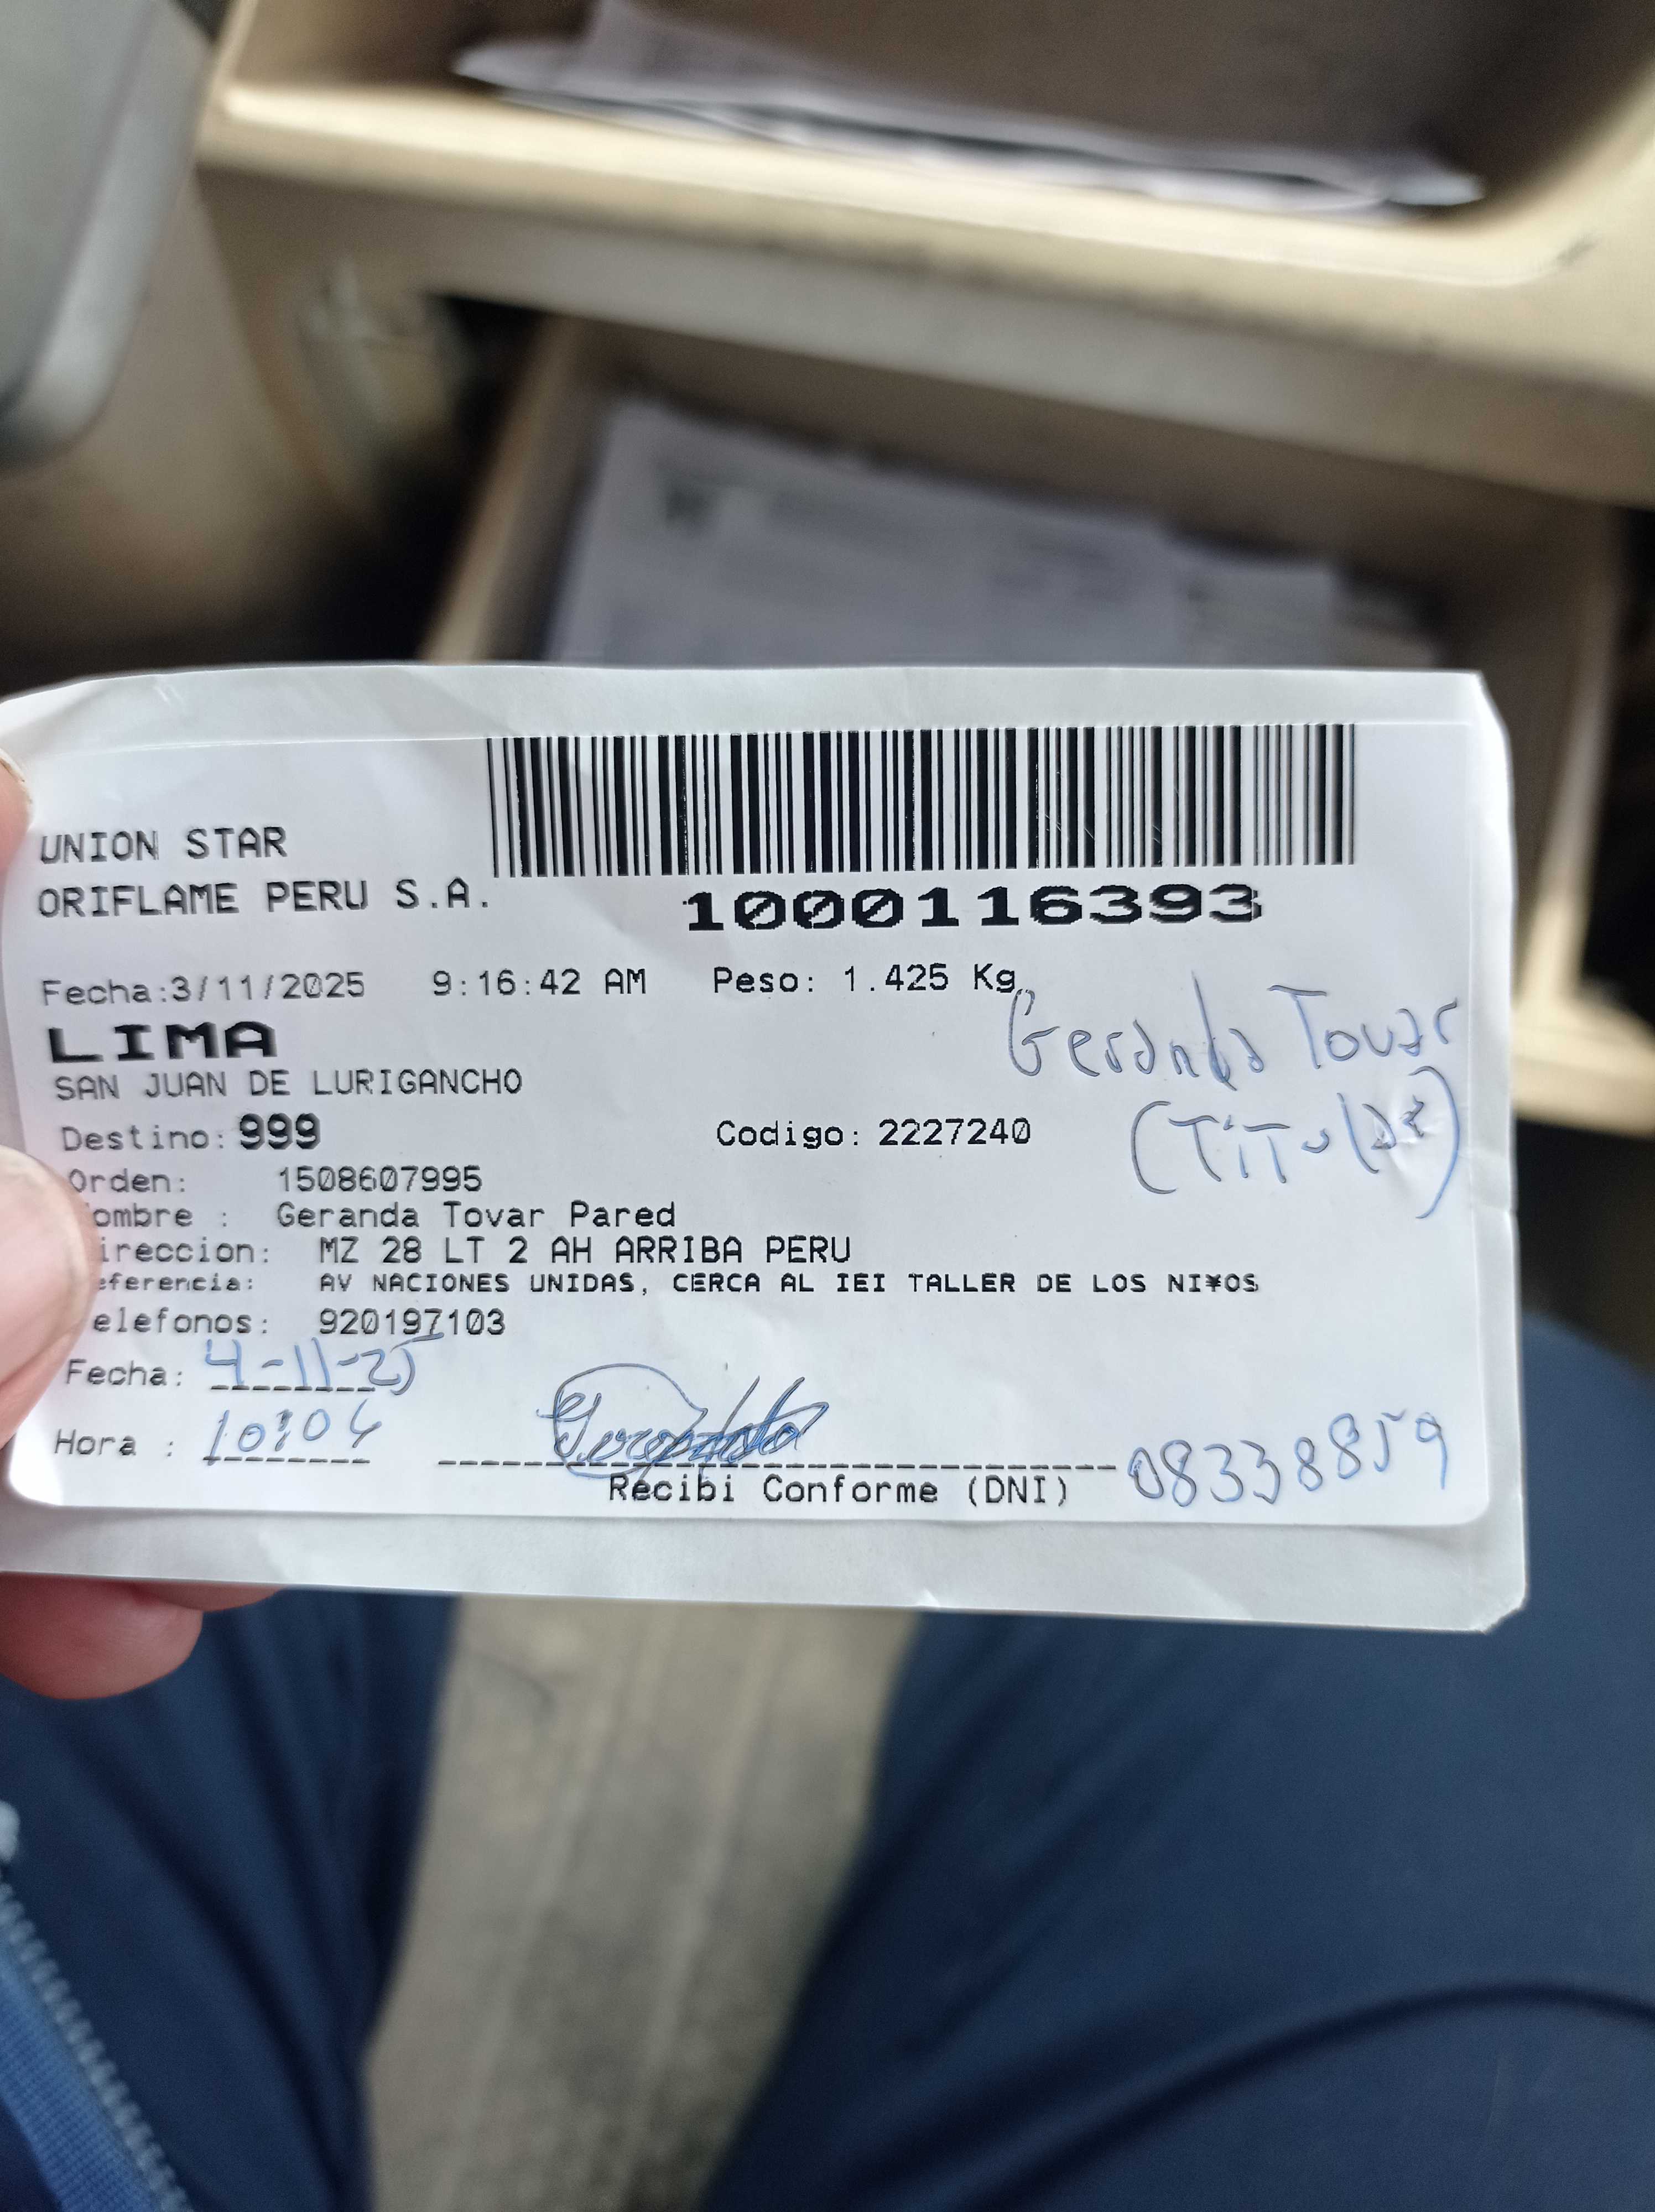 UNION STAR
ORIFLAME PERU S.A.
1000116393
Fecha:3/11/2025 9:16:42 AM Peso: 1.425 Kg.
LIMA
SAN JUAN DE LURIGANCHO
Geranda Tovar
(TiTular)
Destino: 999 Codigo: 2227240
Orden: 1508607995
ombre : Geranda Tovar Pared
ireccion: MZ 28 LT 2 AH ARRIBA PERU
eferencia: AV NACIONES UNIDAS, CERCA AL IEI TALLER DE LOS NI¥OS
elefonos: 920197103
Fecha: 4-11-25
Hora : 10:04
Recibi Conforme (DNI) 08338859